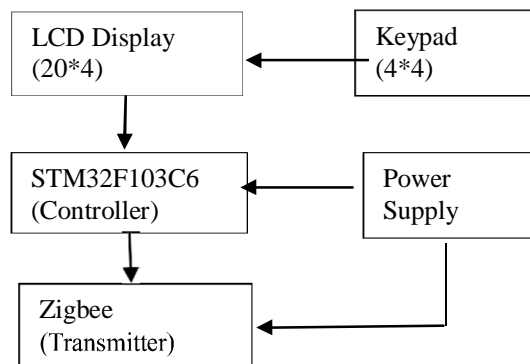 LCD Display
(20*4)
Keypad
(4*4)
STM32F103C6
(Controller)
Power
Supply
Zigbee
(Transmitter)